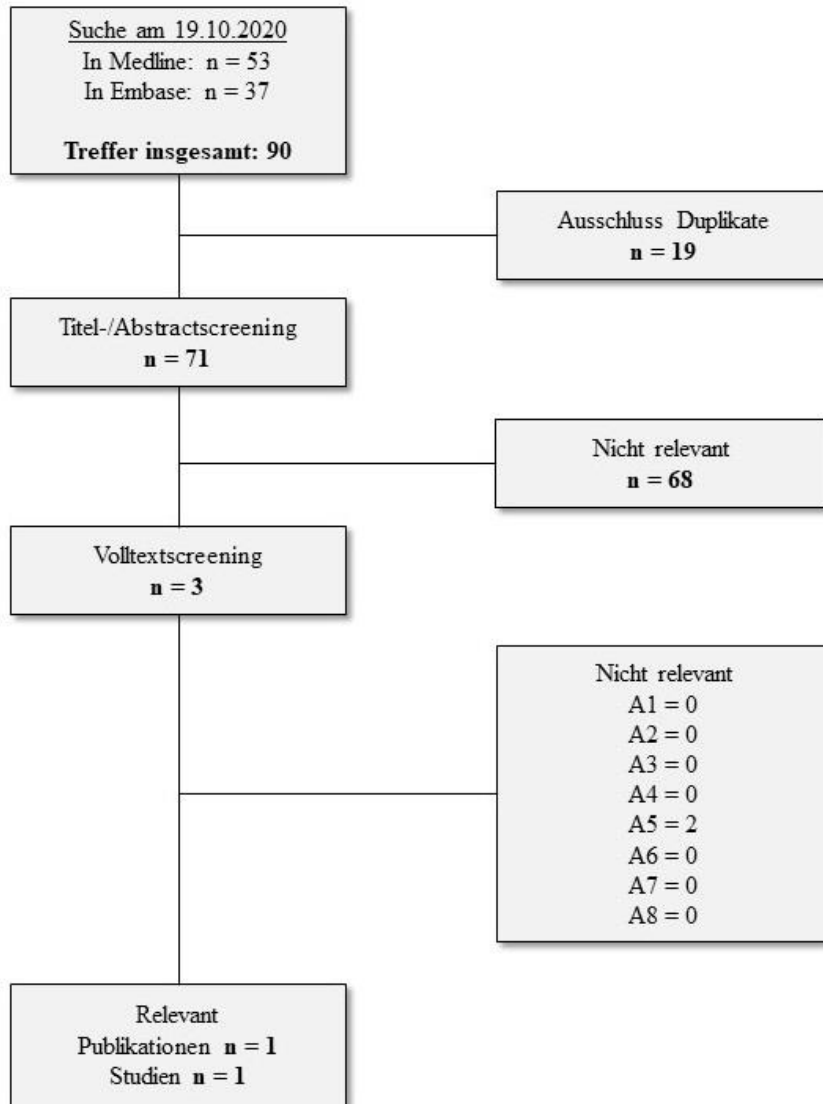 Suche am 19.10.2020
In Medline: n = 53
In Embase: n = 37
Treffer insgesamt: 90
Ausschluss Duplikate
n = 19
Titel-/Abstractscreening
n = 71
Nicht relevant
n = 68
Volltextscreening
n = 3
Nicht relevant
A1 = 0
A2 = 0
A3 = 0
A4 = 0
A5 = 2
A6 = 0
A7 = 0
A8 = 0
Relevant
Publikationen n = 1
Studien n = 1